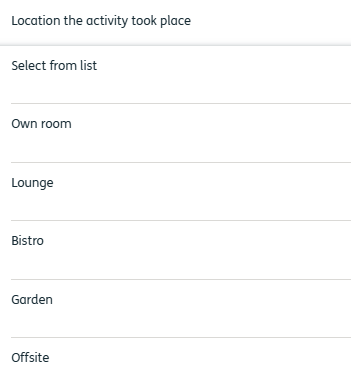 Location the activity took place
Select from list
Own room
Lounge
Bistro
Garden
Offsite